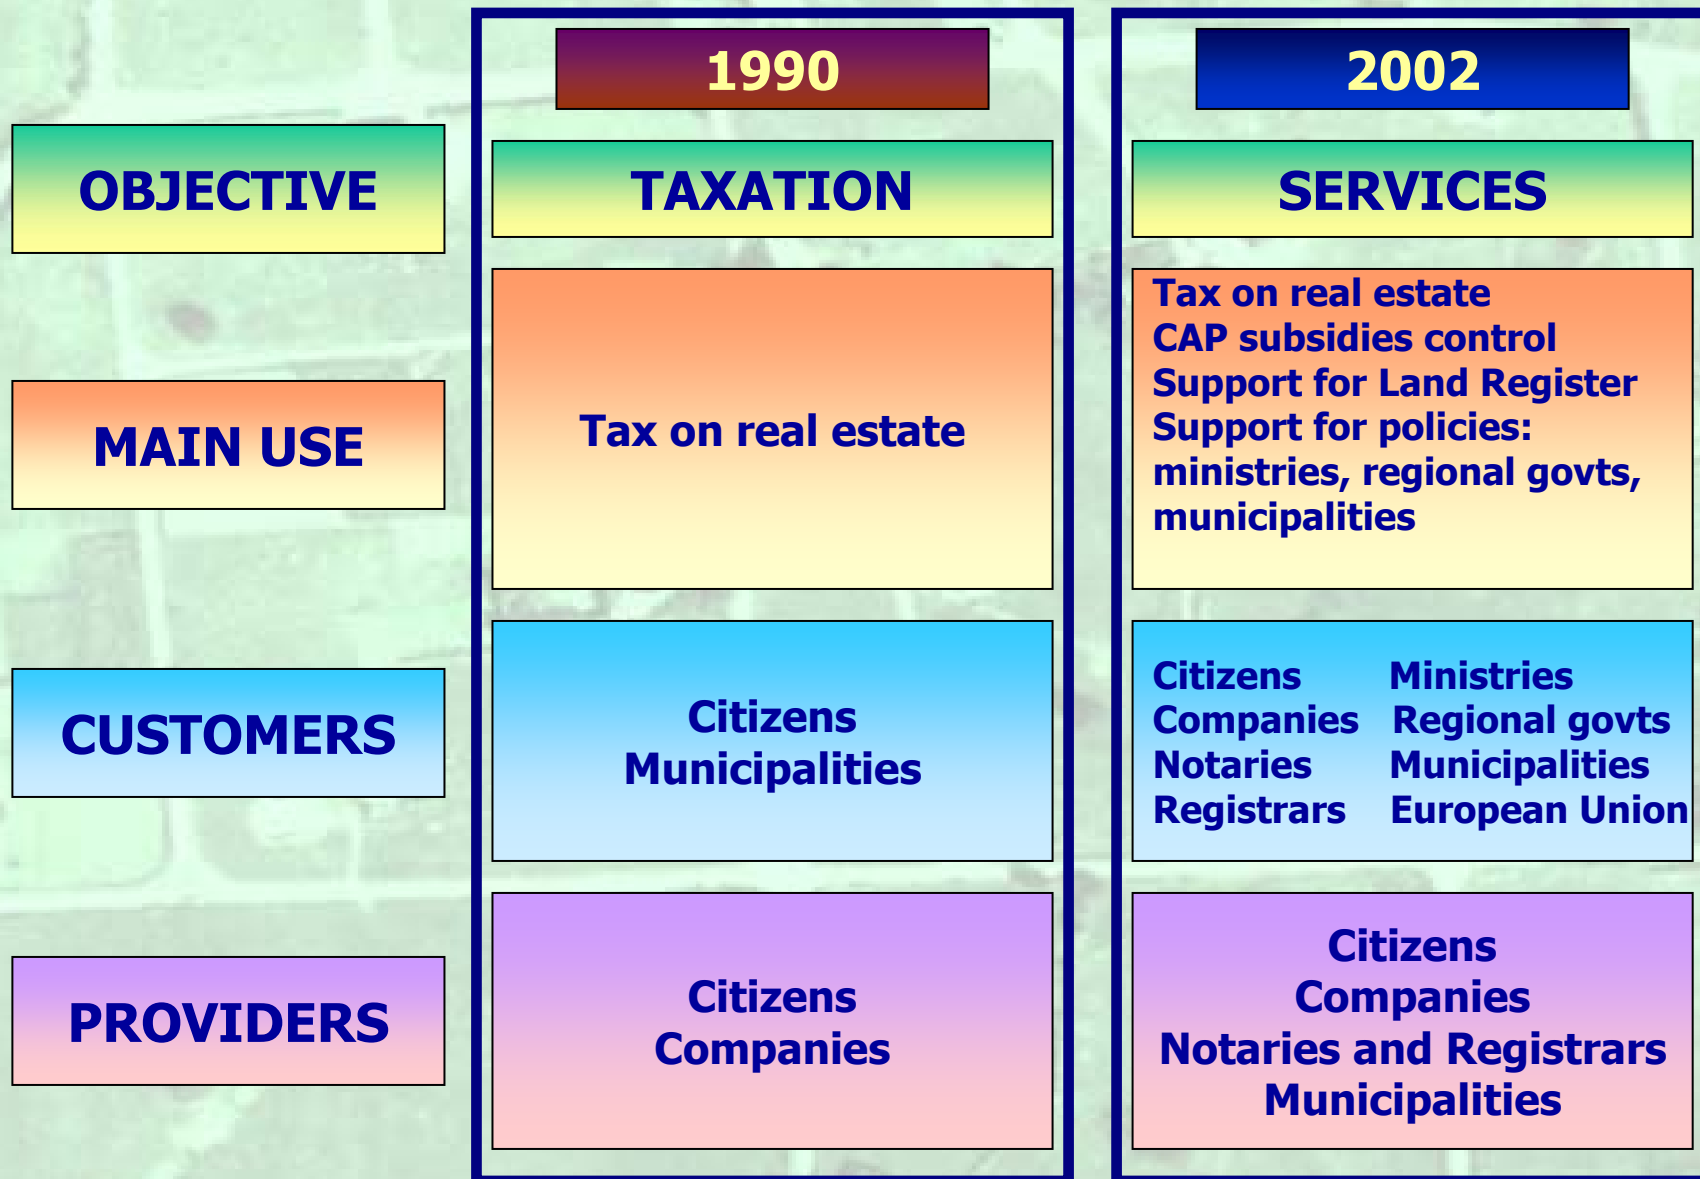 1990
2002
OBJECTIVE
TAXATION
SERVICES
MAIN USE
Tax on real estate
Tax on real estate
CAP subsidies control
Support for Land Register
Support for policies:
ministries, regional govts,
municipalities
CUSTOMERS
Citizens
Municipalities
Citizens Ministries
Companies Regional govts
Notaries Municipalities
Registrars European Union
PROVIDERS
Citizens
Companies
Citizens
Companies
Notaries and Registrars
Municipalities